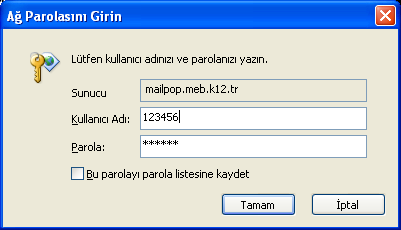 Ağ Parolasını Girin
Lütfen kullanıcı adınızı ve parolanızı yazın.
Sunucu
mailpop.meb.k12.tr
Kullanıcı Adı:
123456
Parola:
******
Bu parolayı parola listesine kaydet
Tamam
İptal